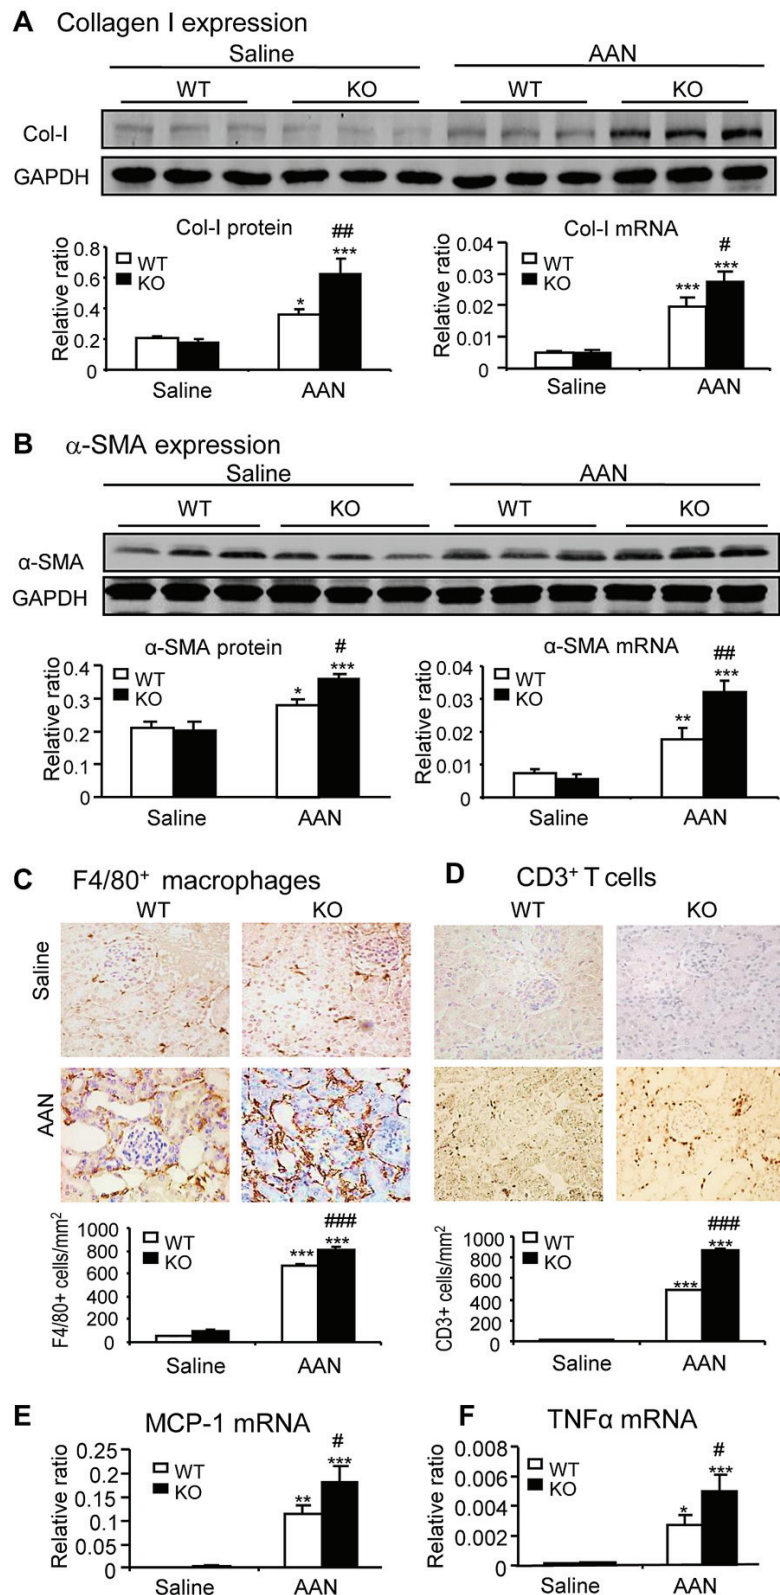 A Collagen I expression
Saline AAN
WT KO WT KO
Col-I
GAPDH
Col-I protein
Relative ratio
0.8
0.6
0.4
0.2
0
WT
KO
*
##
***
Saline AAN
Col-I mRNA
Relative ratio
0.04
0.03
0.02
0.01
0
WT
KO
***
#
***
Saline AAN
B α-SMA expression
Saline AAN
WT KO WT KO
α-SMA
GAPDH
α-SMA protein
Relative ratio
0.4
0.3
0.2
0.1
0
WT
KO
*
#
***
Saline AAN
α-SMA mRNA
Relative ratio
0.04
0.03
0.02
0.01
0
WT
KO
**
##
***
Saline AAN
C F4/80⁺ macrophages
WT KO
Saline
AAN
F4/80+ cells/mm²
1000
800
600
400
200
0
WT
KO
***
###
***
Saline AAN
D CD3⁺ T cells
WT KO
CD3+ cells/mm²
1000
800
600
400
200
0
WT
KO
***
###
***
Saline AAN
E MCP-1 mRNA
Relative ratio
0.25
0.2
0.15
0.1
0.05
0
WT
KO
**
#
***
Saline AAN
F TNFα mRNA
Relative ratio
0.008
0.006
0.004
0.002
0
WT
KO
*
#
***
Saline AAN